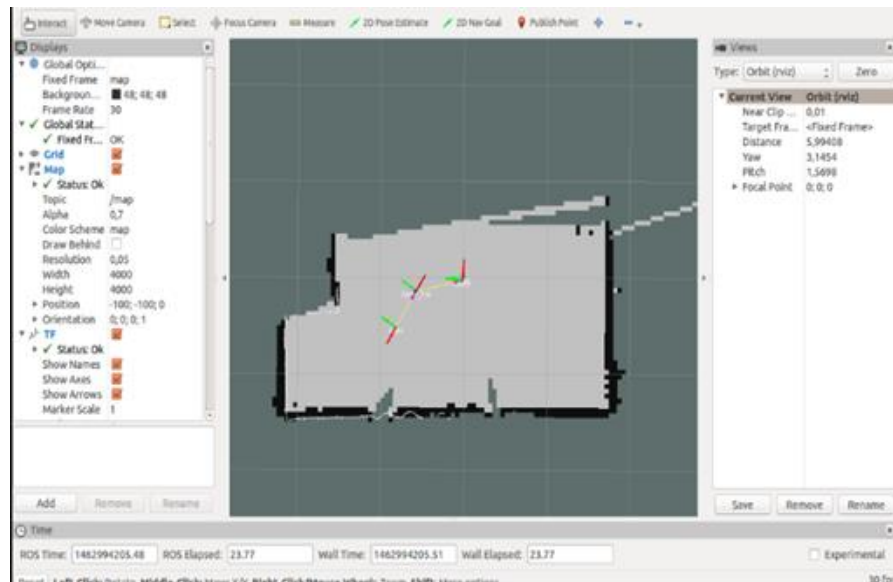 Interact Move Camera Select Focus Camera Measure 2D Pose Estimate 2D Nav Goal Publish Point
Displays
Global Opti...
Fixed Frame map
Backgroun... 48; 48; 48
Frame Rate 30
Global Stat...
Fixed Fr... OK
Grid
Map
Status: Ok
Topic /map
Alpha 0,7
Color Scheme map
Draw Behind
Resolution 0,05
Width 4000
Height 4000
Position -100; -100; 0
Orientation 0; 0; 0; 1
TF
Status: Ok
Show Names
Show Axes
Show Arrows
Marker Scale 1
Add Remove Rename
Views
Type: Orbit (rviz) Zero
Current View Orbit (rviz)
Near Clip ... 0,01
Target Fra... <Fixed Frame>
Distance 5,99408
Yaw 3,1454
Pitch 1,5698
Focal Point 0; 0; 0
Save Remove Rename
Time
ROS Time: 1462994205.48 ROS Elapsed: 23.77 Wall Time: 1462994205.51 Wall Elapsed: 23.77 Experimental